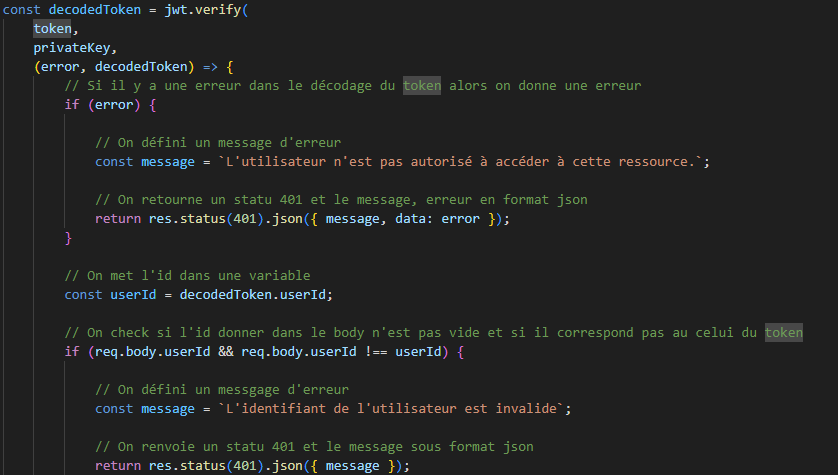 const decodedToken = jwt.verify(
token,
privateKey,
(error, decodedToken) => {
// Si il y a une erreur dans le décodage du token alors on donne une erreur
if (error) {
// On défini un message d'erreur
const message = `L'utilisateur n'est pas autorisé à accéder à cette ressource.`;
// On retourne un statu 401 et le message, erreur en format json
return res.status(401).json({ message, data: error });
}
// On met l'id dans une variable
const userId = decodedToken.userId;
// On check si l'id donner dans le body n'est pas vide et si il correspond pas au celui du token
if (req.body.userId && req.body.userId !== userId) {
// On défini un messgage d'erreur
const message = `L'identifiant de l'utilisateur est invalide`;
// On renvoie un statu 401 et le message sous format json
return res.status(401).json({ message });